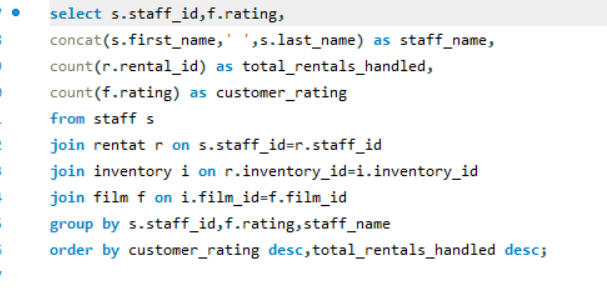 select s.staff_id,f.rating,
concat(s.first_name,' ',s.last_name) as staff_name,
count(r.rental_id) as total_rentals_handled,
count(f.rating) as customer_rating
from staff s
join rentat r on s.staff_id=r.staff_id
join inventory i on r.inventory_id=i.inventory_id
join film f on i.film_id=f.film_id
group by s.staff_id,f.rating,staff_name
order by customer_rating desc,total_rentals_handled desc;